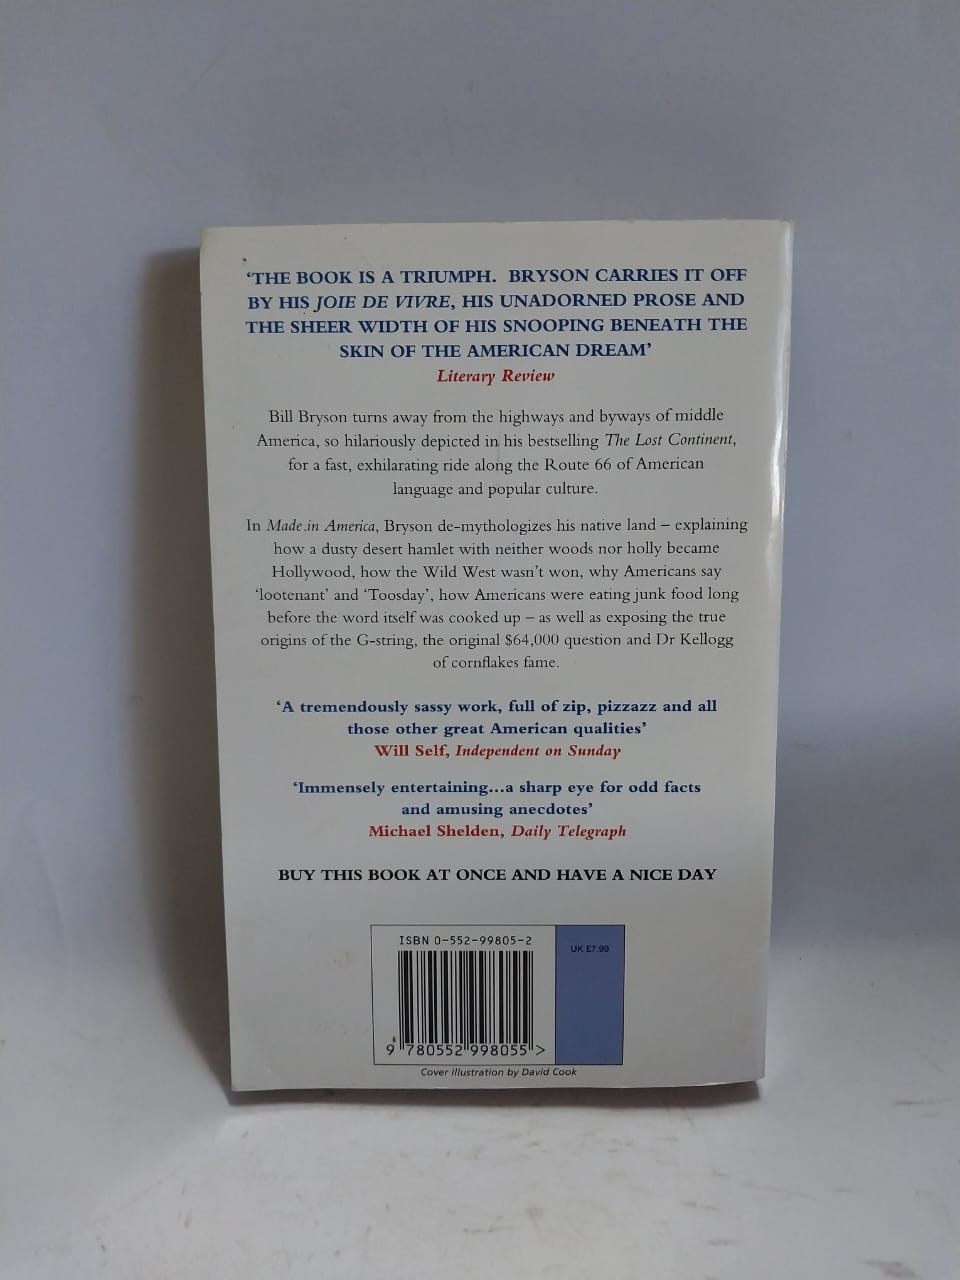 ‘THE BOOK IS A TRIUMPH. BRYSON CARRIES IT OFF
BY HIS JOIE DE VIVRE, HIS UNADORNED PROSE AND
THE SHEER WIDTH OF HIS SNOOPING BENEATH THE
SKIN OF THE AMERICAN DREAM’
Literary Review
Bill Bryson turns away from the highways and byways of middle
America, so hilariously depicted in his bestselling The Lost Continent,
for a fast, exhilarating ride along the Route 66 of American
language and popular culture.
In Made in America, Bryson de-mythologizes his native land – explaining
how a dusty desert hamlet with neither woods nor holly became
Hollywood, how the Wild West wasn’t won, why Americans say
‘lootenant’ and ‘Toosday’, how Americans were eating junk food long
before the word itself was cooked up – as well as exposing the true
origins of the G-string, the original $64,000 question and Dr Kellogg
of cornflakes fame.
‘A tremendously sassy work, full of zip, pizzazz and all
those other great American qualities’
Will Self, Independent on Sunday
‘Immensely entertaining...a sharp eye for odd facts
and amusing anecdotes’
Michael Shelden, Daily Telegraph
BUY THIS BOOK AT ONCE AND HAVE A NICE DAY
ISBN 0-552-99805-2
UK £7.99
9 780552 998055 >
Cover illustration by David Cook